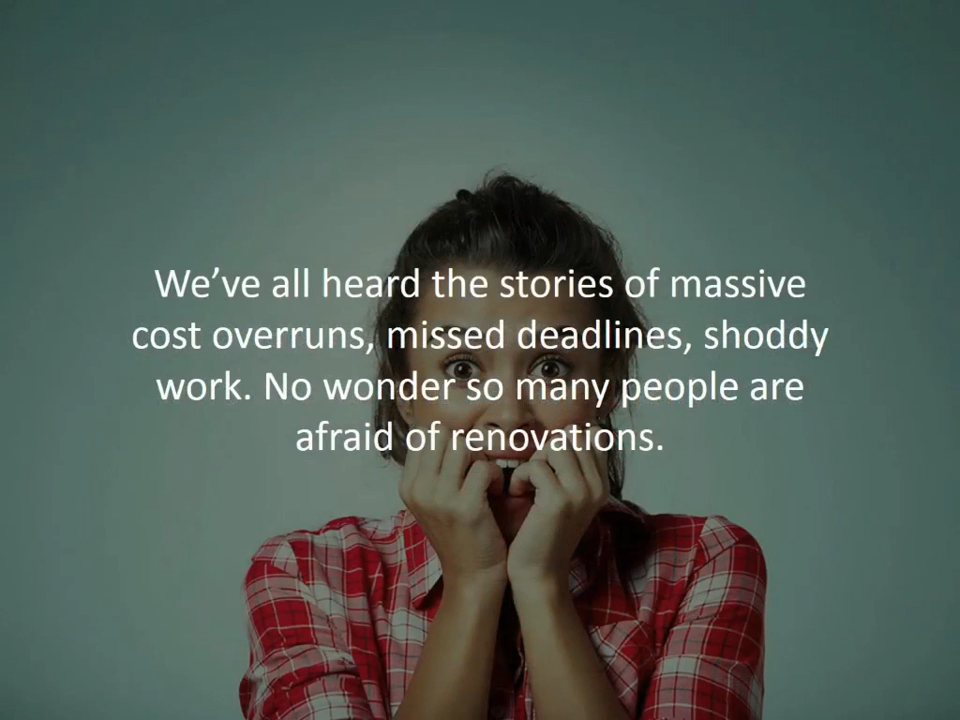 We’ve all heard the stories of massive
cost overruns, missed deadlines, shoddy
work. No wonder so many people are
afraid of renovations.